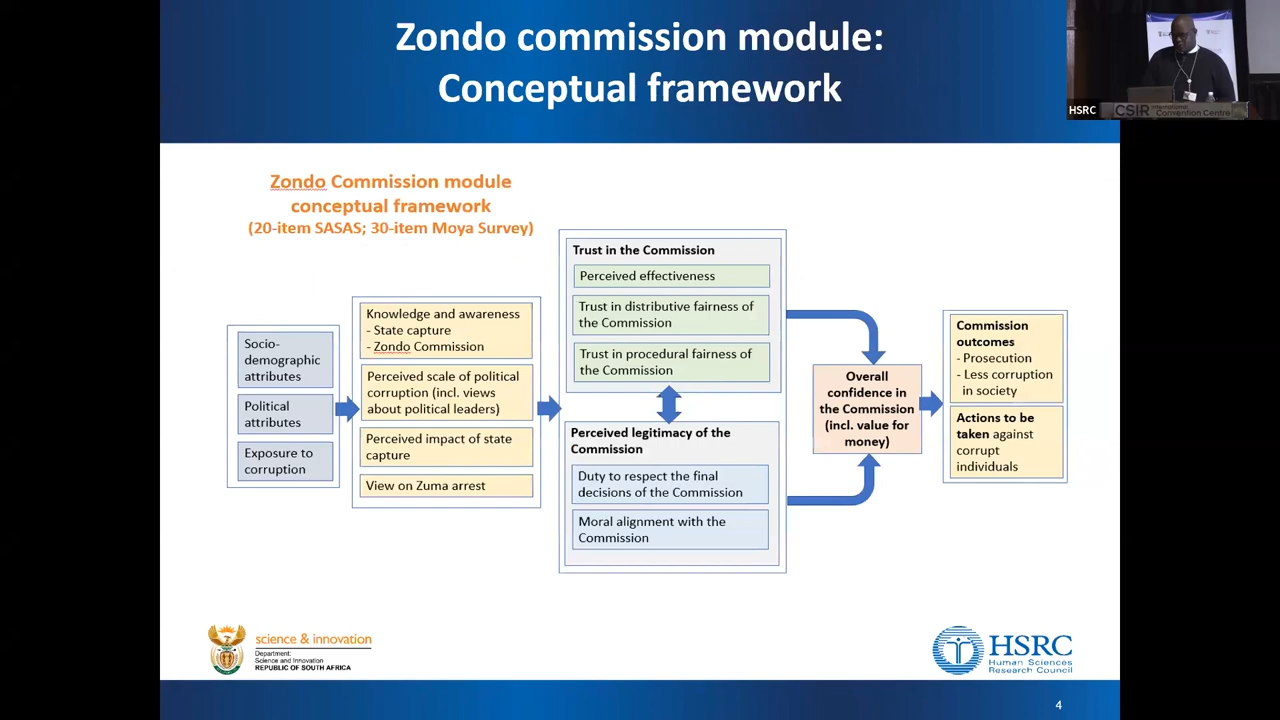 Zondo commission module:
Conceptual framework
HSRC
CSIR International Convention Centre
Zondo Commission module
conceptual framework
(20-item SASAS; 30-item Moya Survey)
Socio-
demographic
attributes
Political
attributes
Exposure to
corruption
Knowledge and awareness
- State capture
- Zondo Commission
Perceived scale of political
corruption (incl. views
about political leaders)
Perceived impact of state
capture
View on Zuma arrest
Trust in the Commission
Perceived effectiveness
Trust in distributive fairness of
the Commission
Trust in procedural fairness of
the Commission
Perceived legitimacy of the
Commission
Duty to respect the final
decisions of the Commission
Moral alignment with the
Commission
Overall
confidence in
the Commission
(incl. value for
money)
Commission
outcomes
- Prosecution
- Less corruption
in society
Actions to be
taken against
corrupt
individuals
science & innovation
Department:
Science and Innovation
REPUBLIC OF SOUTH AFRICA
HSRC
Human Sciences
Research Council
4